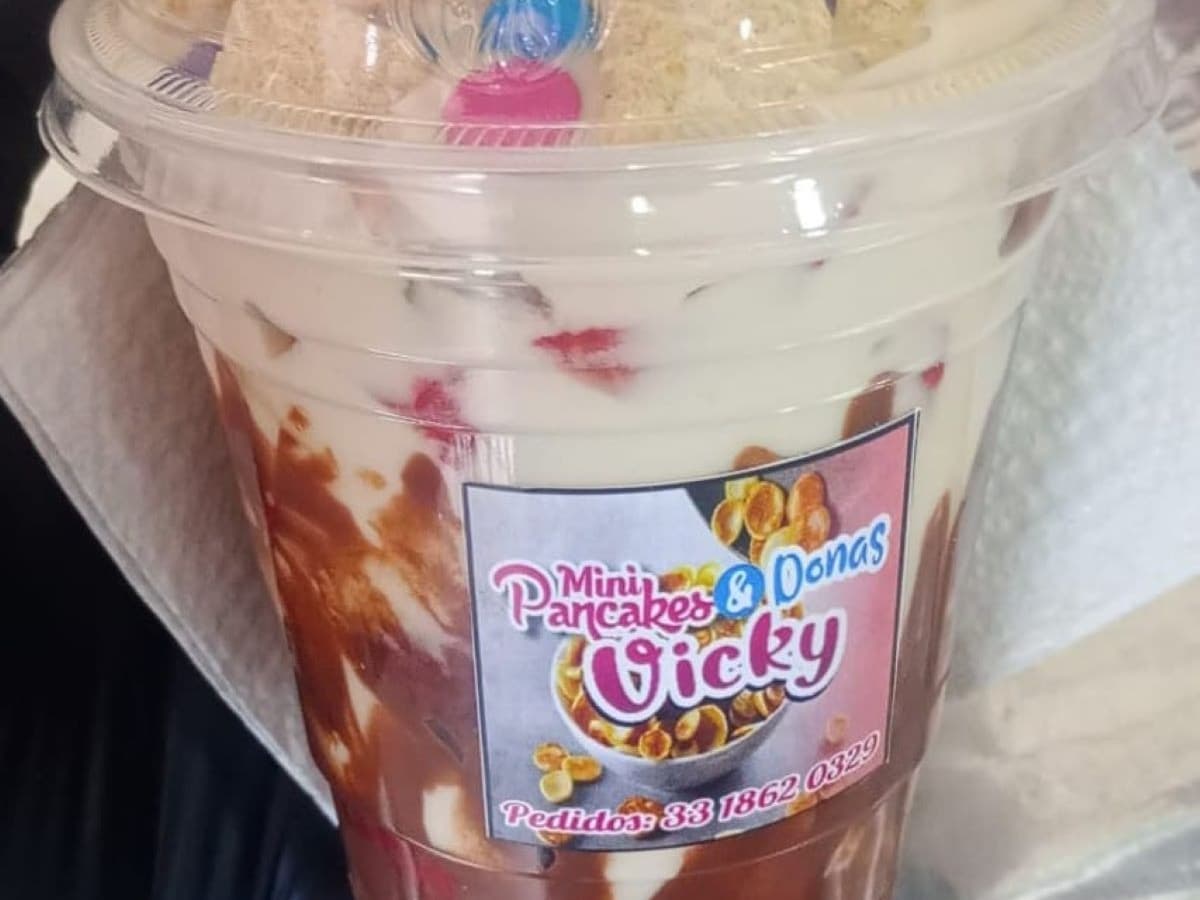 Mini
Pancakes & Donas
Vicky
Pedidos: 33 1862 0329